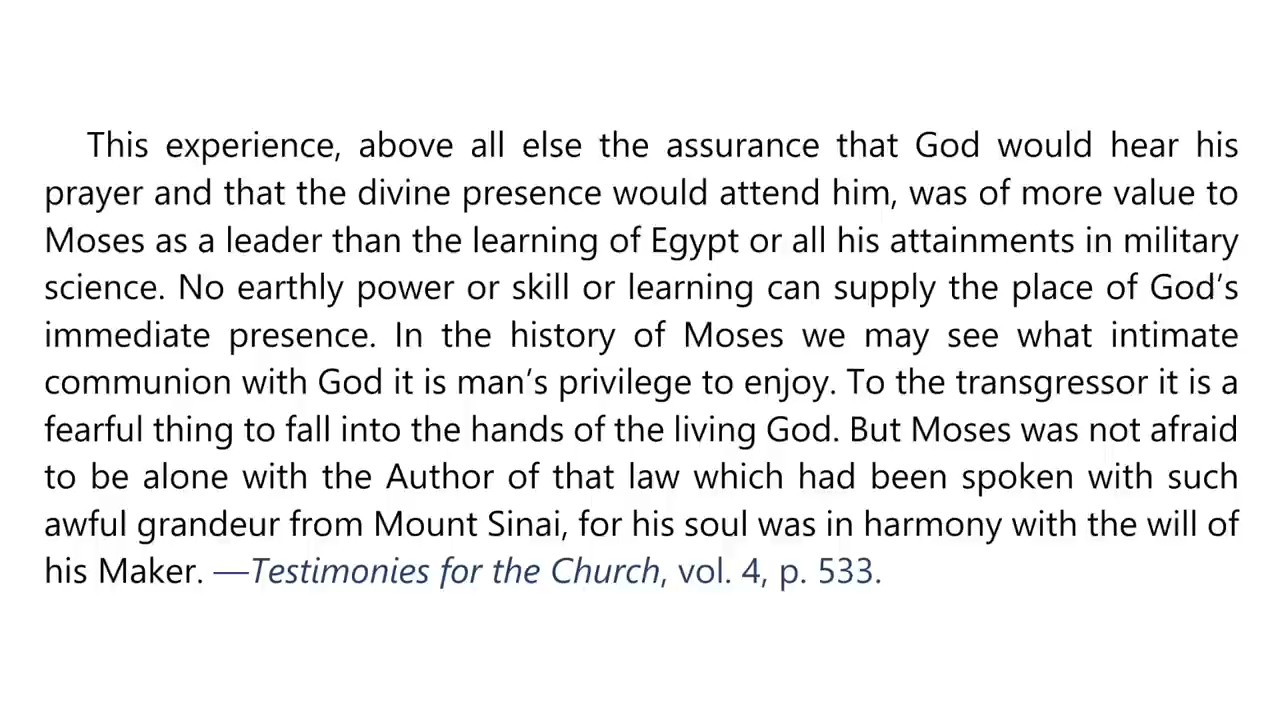 This experience, above all else the assurance that God would hear his
prayer and that the divine presence would attend him, was of more value to
Moses as a leader than the learning of Egypt or all his attainments in military
science. No earthly power or skill or learning can supply the place of God’s
immediate presence. In the history of Moses we may see what intimate
communion with God it is man’s privilege to enjoy. To the transgressor it is a
fearful thing to fall into the hands of the living God. But Moses was not afraid
to be alone with the Author of that law which had been spoken with such
awful grandeur from Mount Sinai, for his soul was in harmony with the will of
his Maker. —Testimonies for the Church, vol. 4, p. 533.